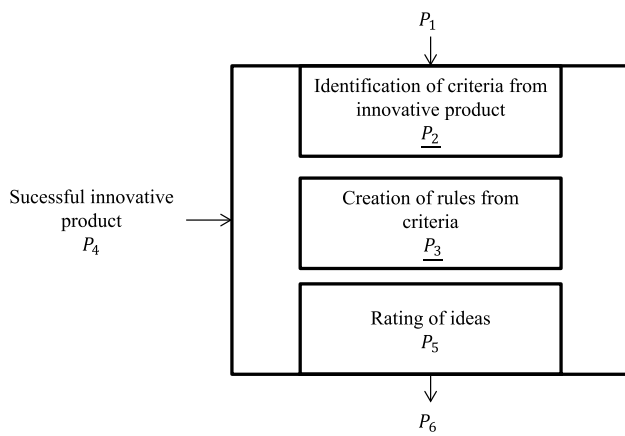 P1
Identification of criteria from
innovative product
P2
Sucessful innovative
product
P4
Creation of rules from
criteria
P3
Rating of ideas
P5
P6